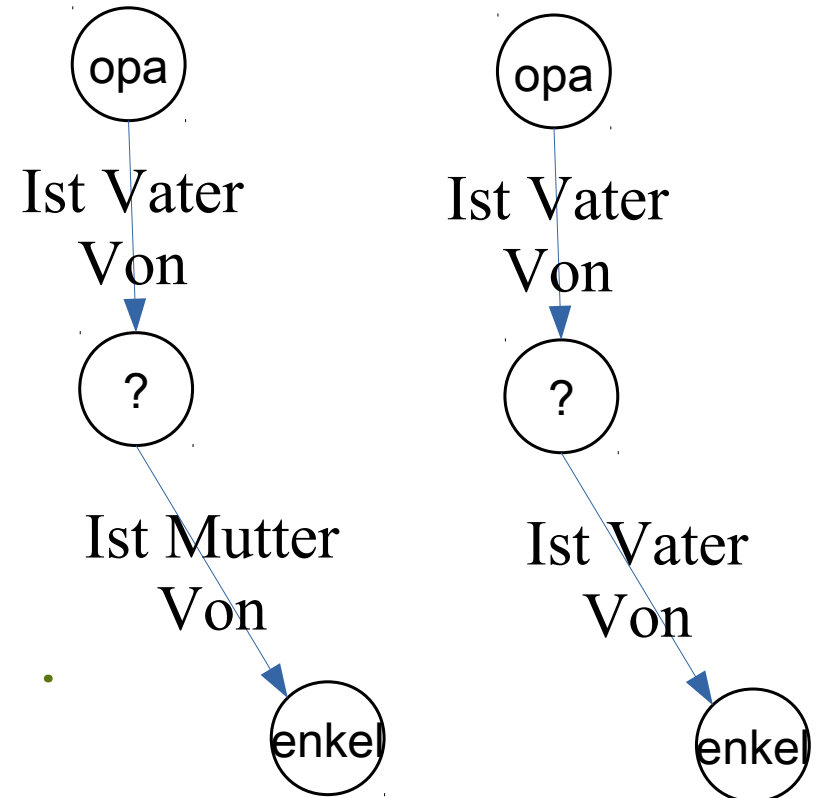 opa
Ist Vater
Von
?
Ist Mutter
Von
enkel
opa
Ist Vater
Von
?
Ist Vater
Von
enkel